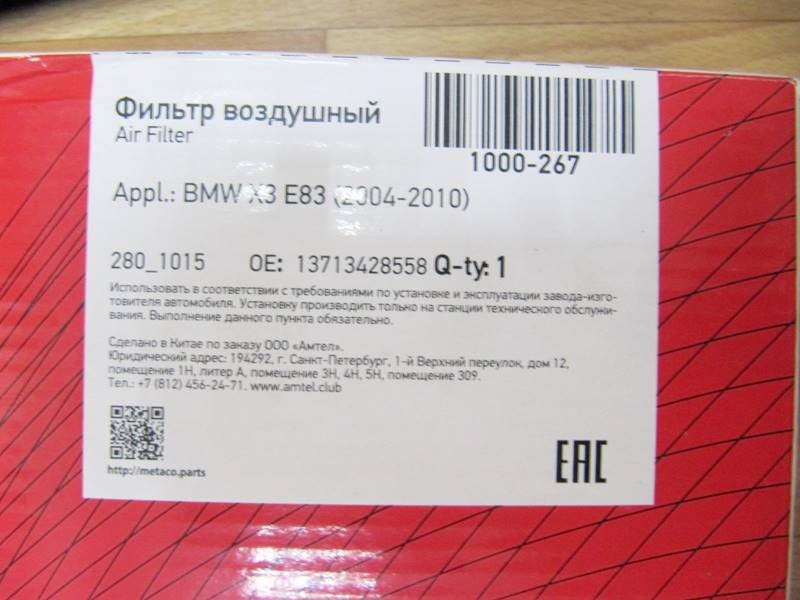 Фильтр воздушный
Air Filter
1000-267
Appl.: BMW X3 E83 (2004-2010)
280_1015 OE: 13713428558 Q-ty: 1
Использовать в соответствии с требованиями по установке и эксплуатации завода-изго-
товителя автомобиля. Установку производить только на станции технического обслужи-
вания. Выполнение данного пункта обязательно.
Сделано в Китае по заказу ООО «Амтел».
Юридический адрес: 194292, г. Санкт-Петербург, 1-й Верхний переулок, дом 12,
помещение 1Н, литер А, помещение 3Н, 4Н, 5Н, помещение 309.
Тел.: +7 (812) 456-24-71. www.amtel.club
http://metaco.parts
EAC